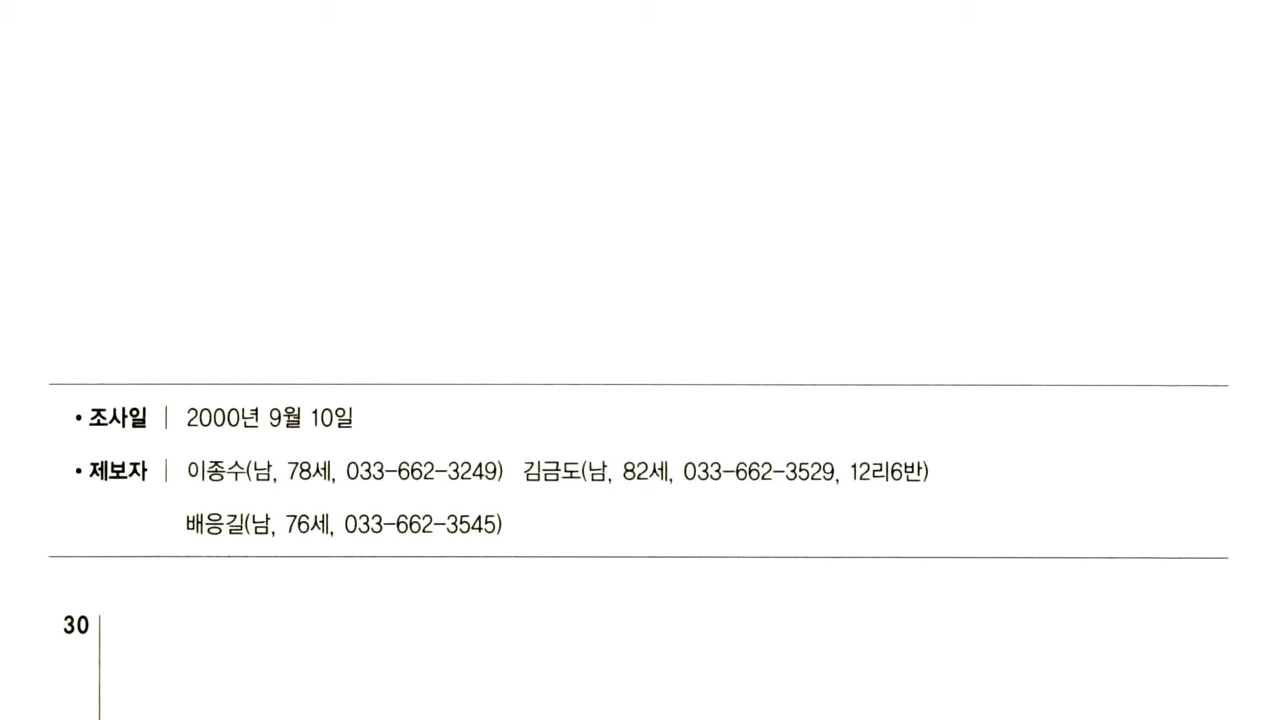 • 조사일 | 2000년 9월 10일
• 제보자 | 이종수(남, 78세, 033-662-3249) 김금도(남, 82세, 033-662-3529, 12리6반)
배응길(남, 76세, 033-662-3545)
30